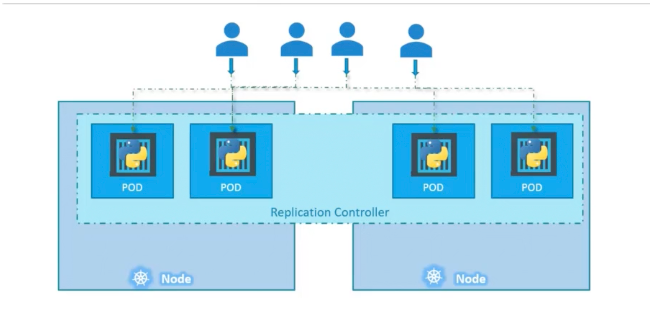 POD
POD
POD
POD
Replication Controller
Node
Node